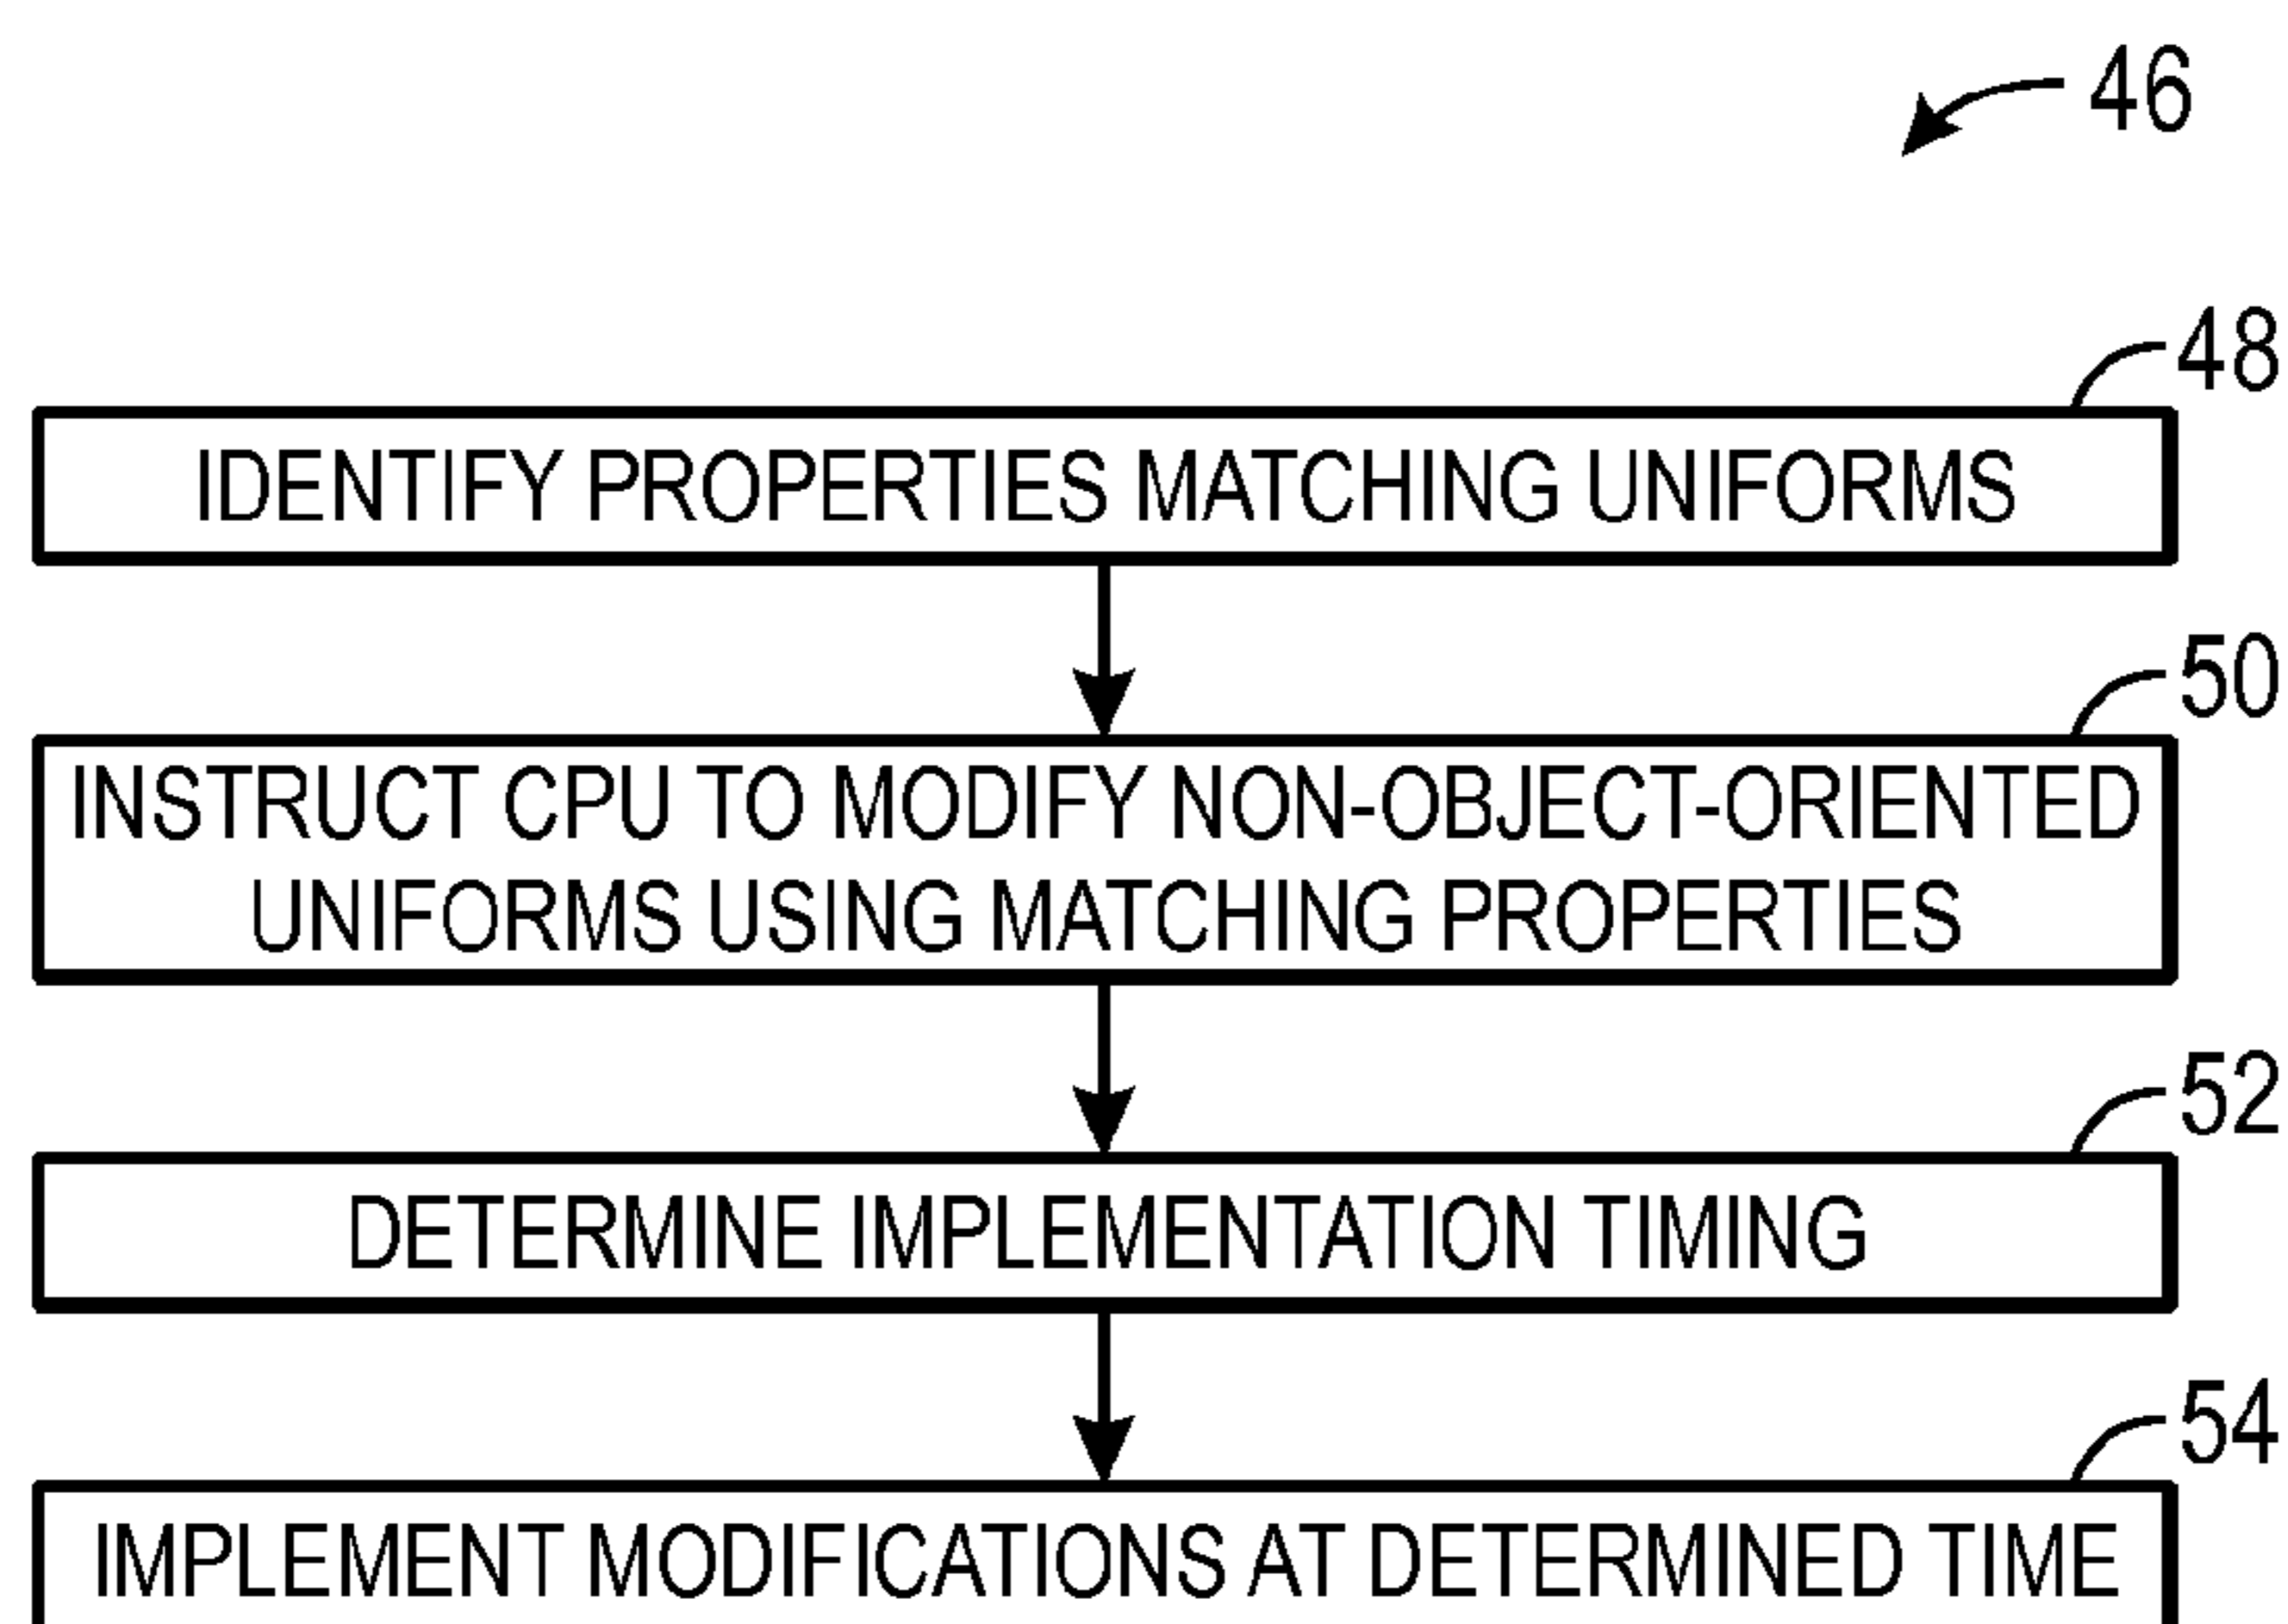 46
48
IDENTIFY PROPERTIES MATCHING UNIFORMS
50
INSTRUCT CPU TO MODIFY NON-OBJECT-ORIENTED
UNIFORMS USING MATCHING PROPERTIES
52
DETERMINE IMPLEMENTATION TIMING
54
IMPLEMENT MODIFICATIONS AT DETERMINED TIME